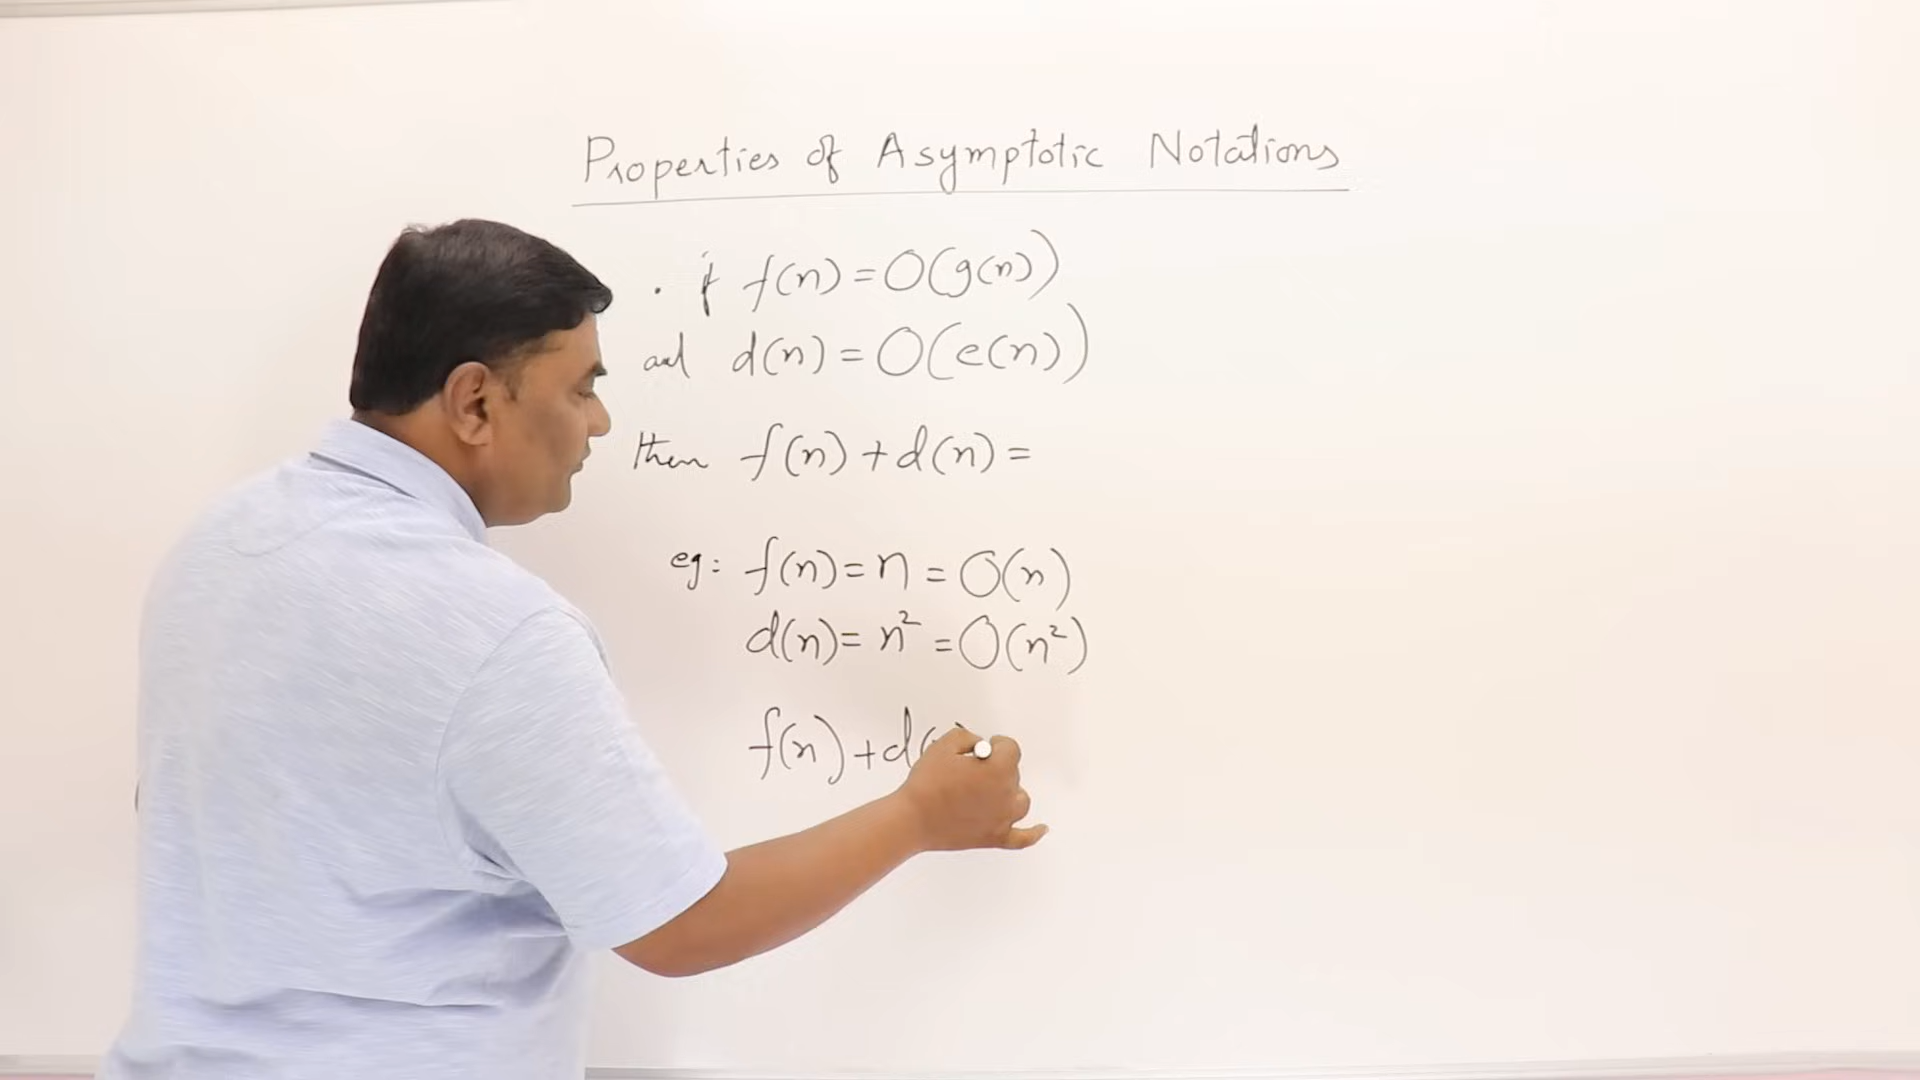 Properties of Asymptotic Notations
. if f(n) = O(g(n))
and d(n) = O(e(n))
then f(n) + d(n) =
eg: f(n) = n = O(n)
d(n) = n² = O(n²)
f(n) + d(